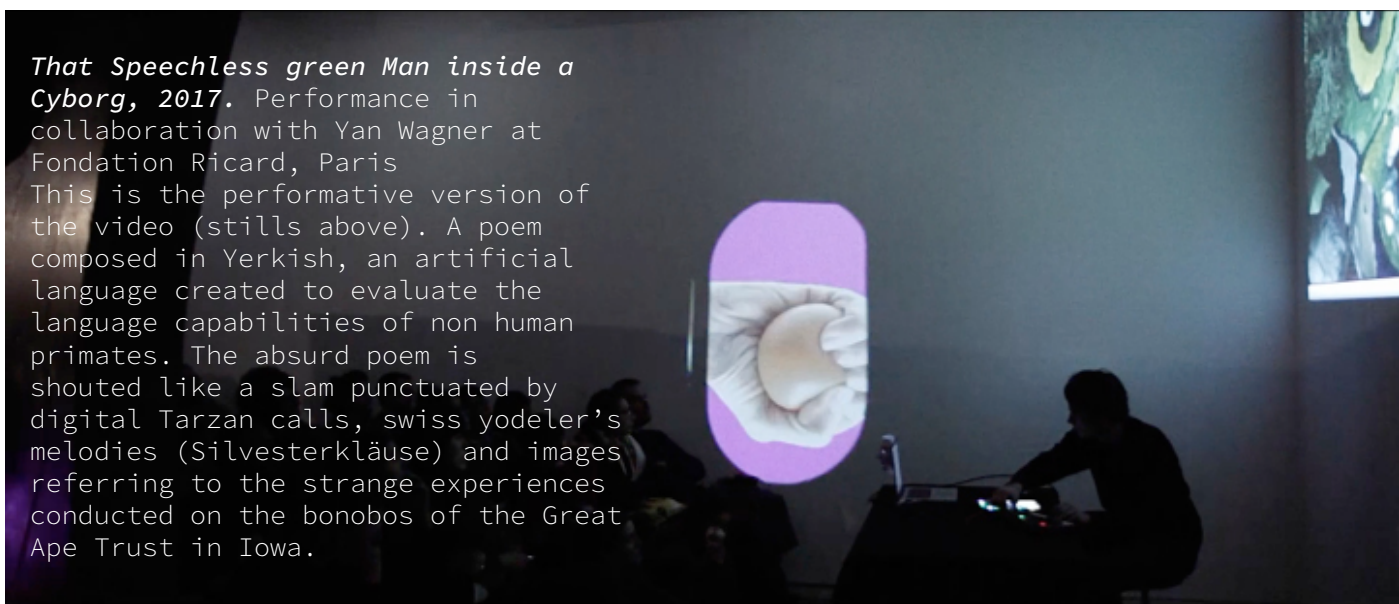 That Speechless green Man inside a
Cyborg, 2017. Performance in
collaboration with Yan Wagner at
Fondation Ricard, Paris
This is the performative version of
the video (stills above). A poem
composed in Yerkish, an artificial
language created to evaluate the
language capabilities of non human
primates. The absurd poem is
shouted like a slam punctuated by
digital Tarzan calls, swiss yodeler’s
melodies (Silvesterkläuse) and images
referring to the strange experiences
conducted on the bonobos of the Great
Ape Trust in Iowa.